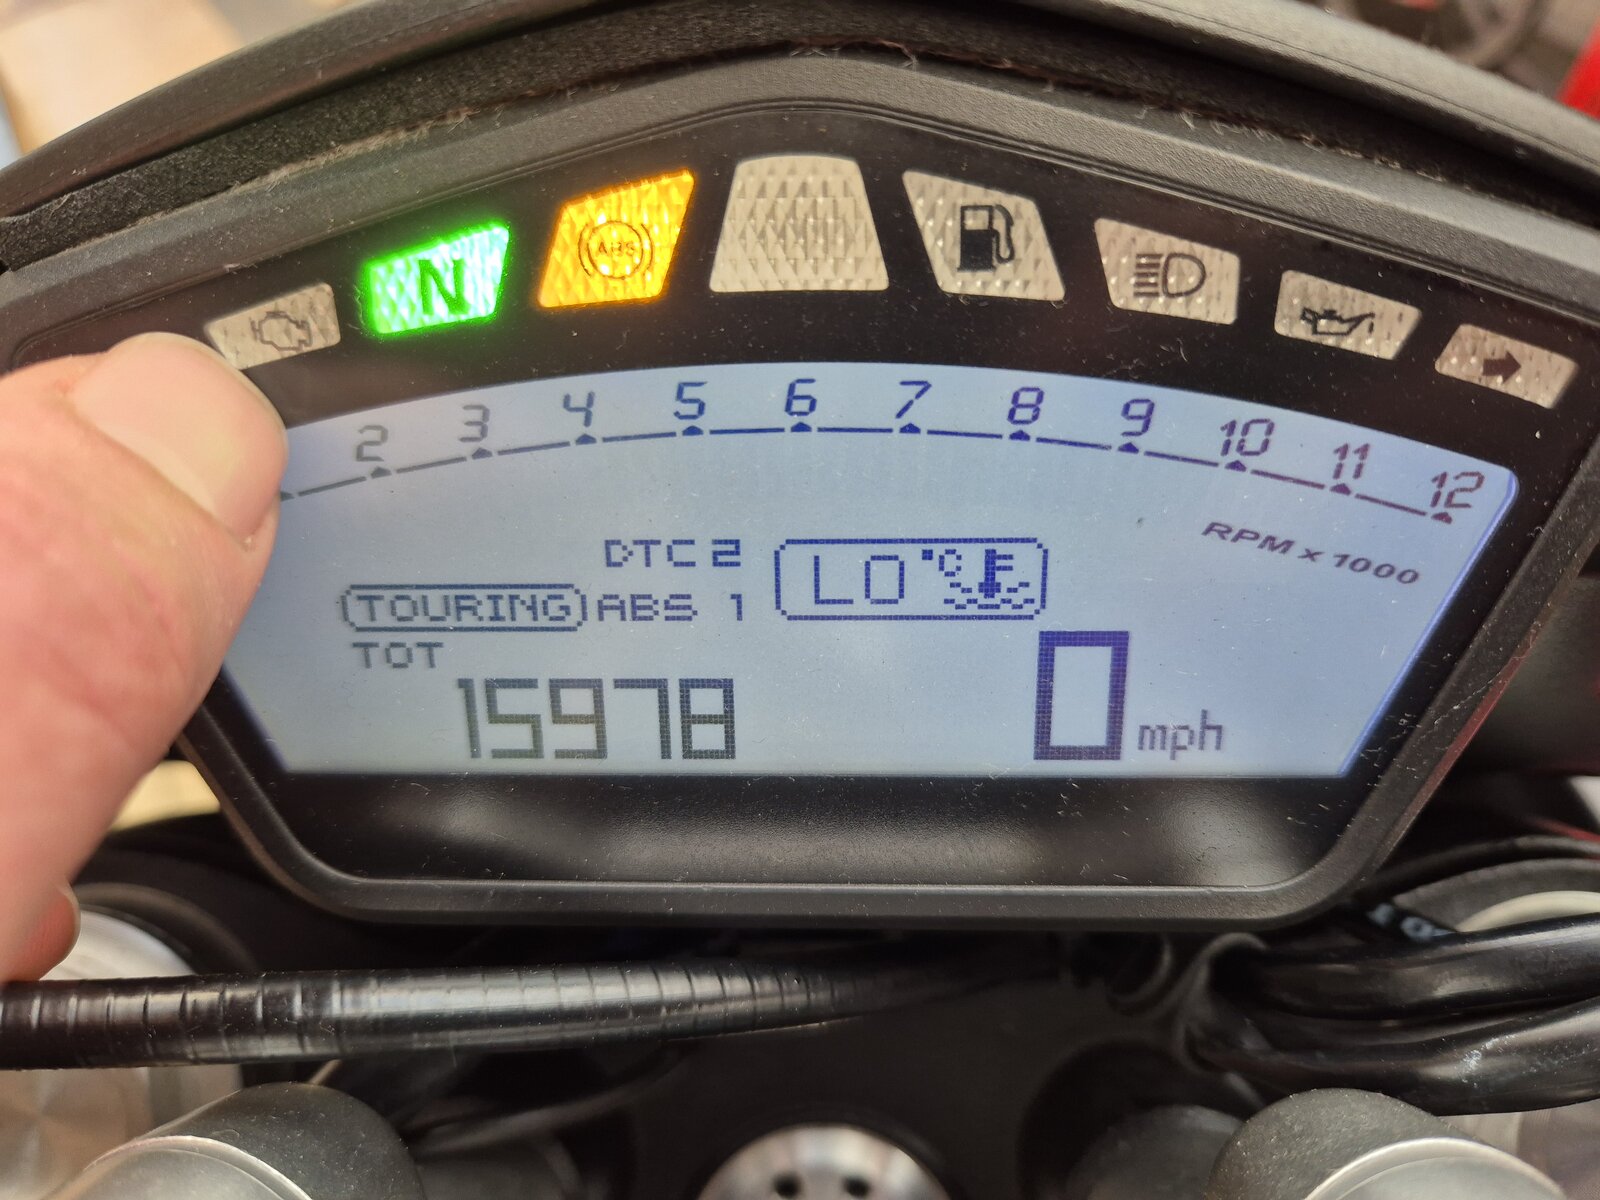 N
ABS
2 3 4 5 6 7 8 9 10 11 12
RPM x 1000
DTC 2
LO °C
TOURING ABS 1
TOT
15978
0 mph